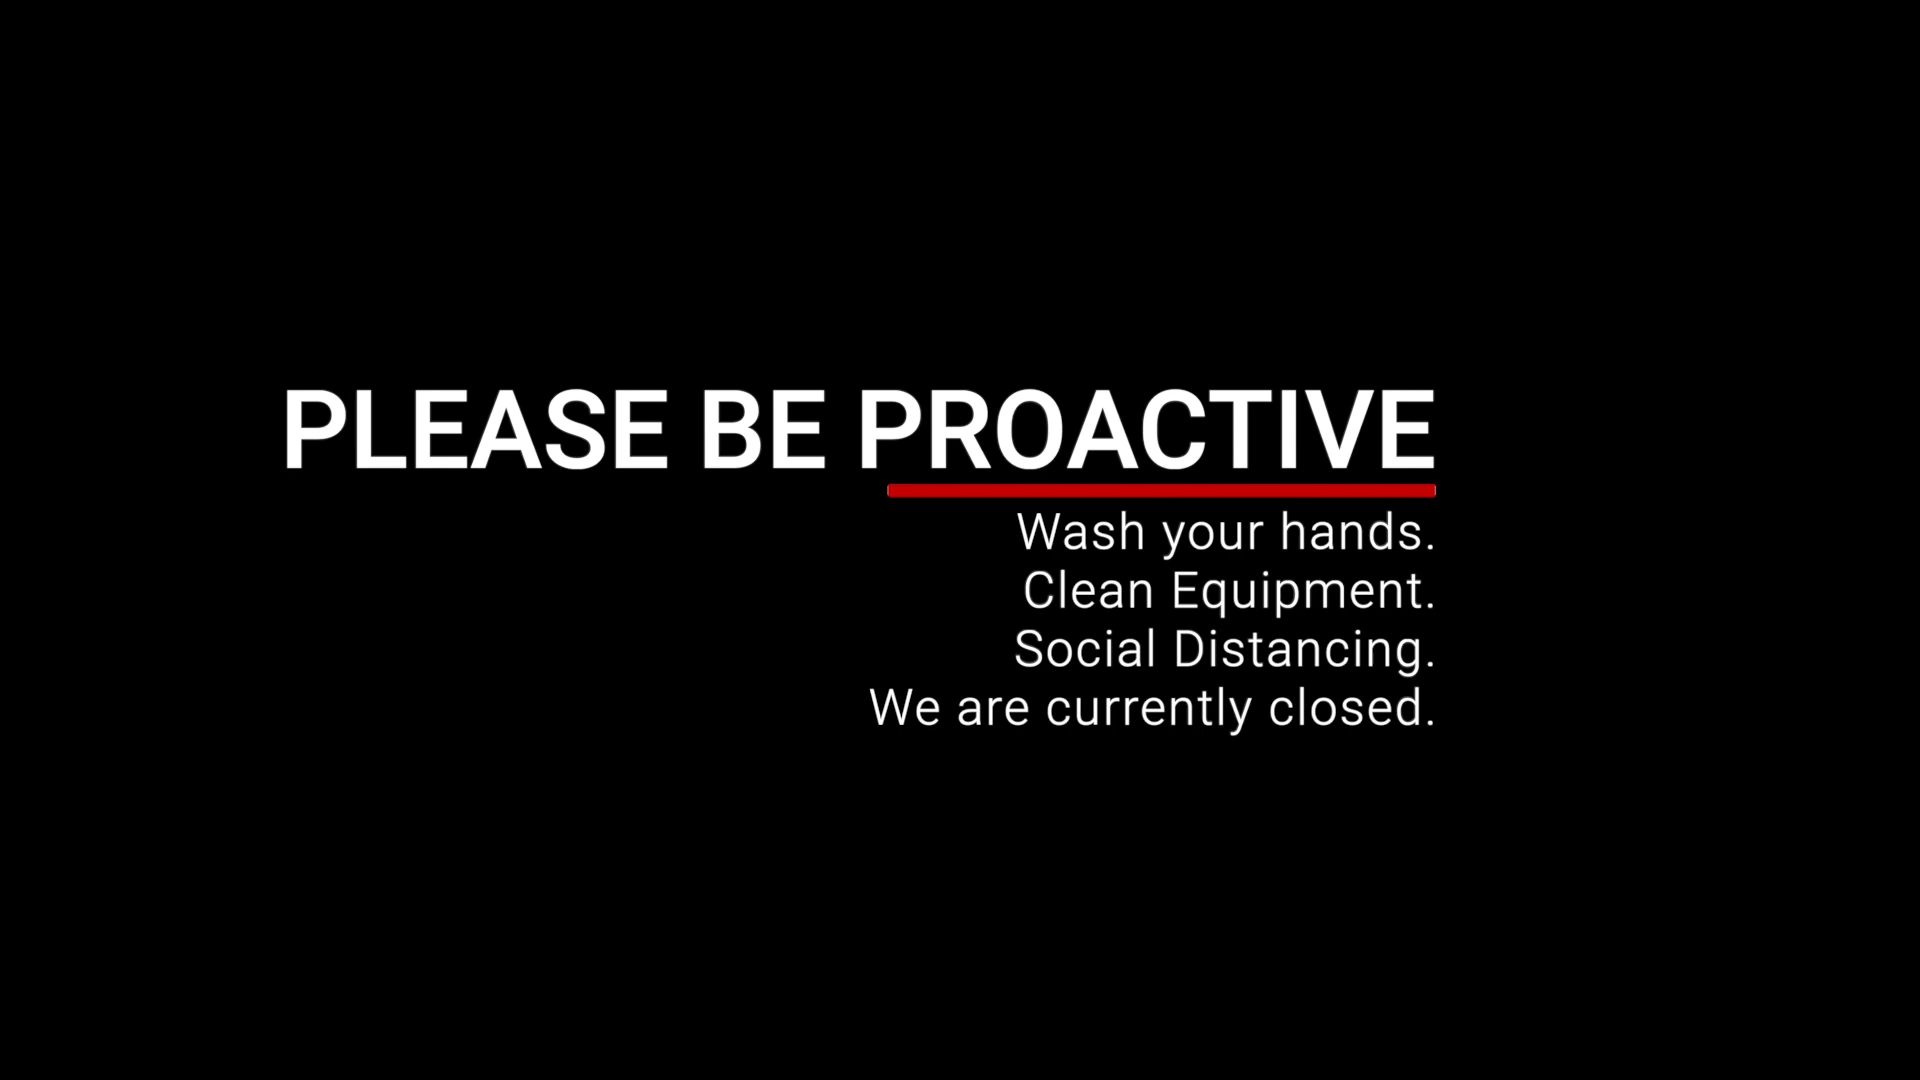 PLEASE BE PROACTIVE
Wash your hands.
Clean Equipment.
Social Distancing.
We are currently closed.